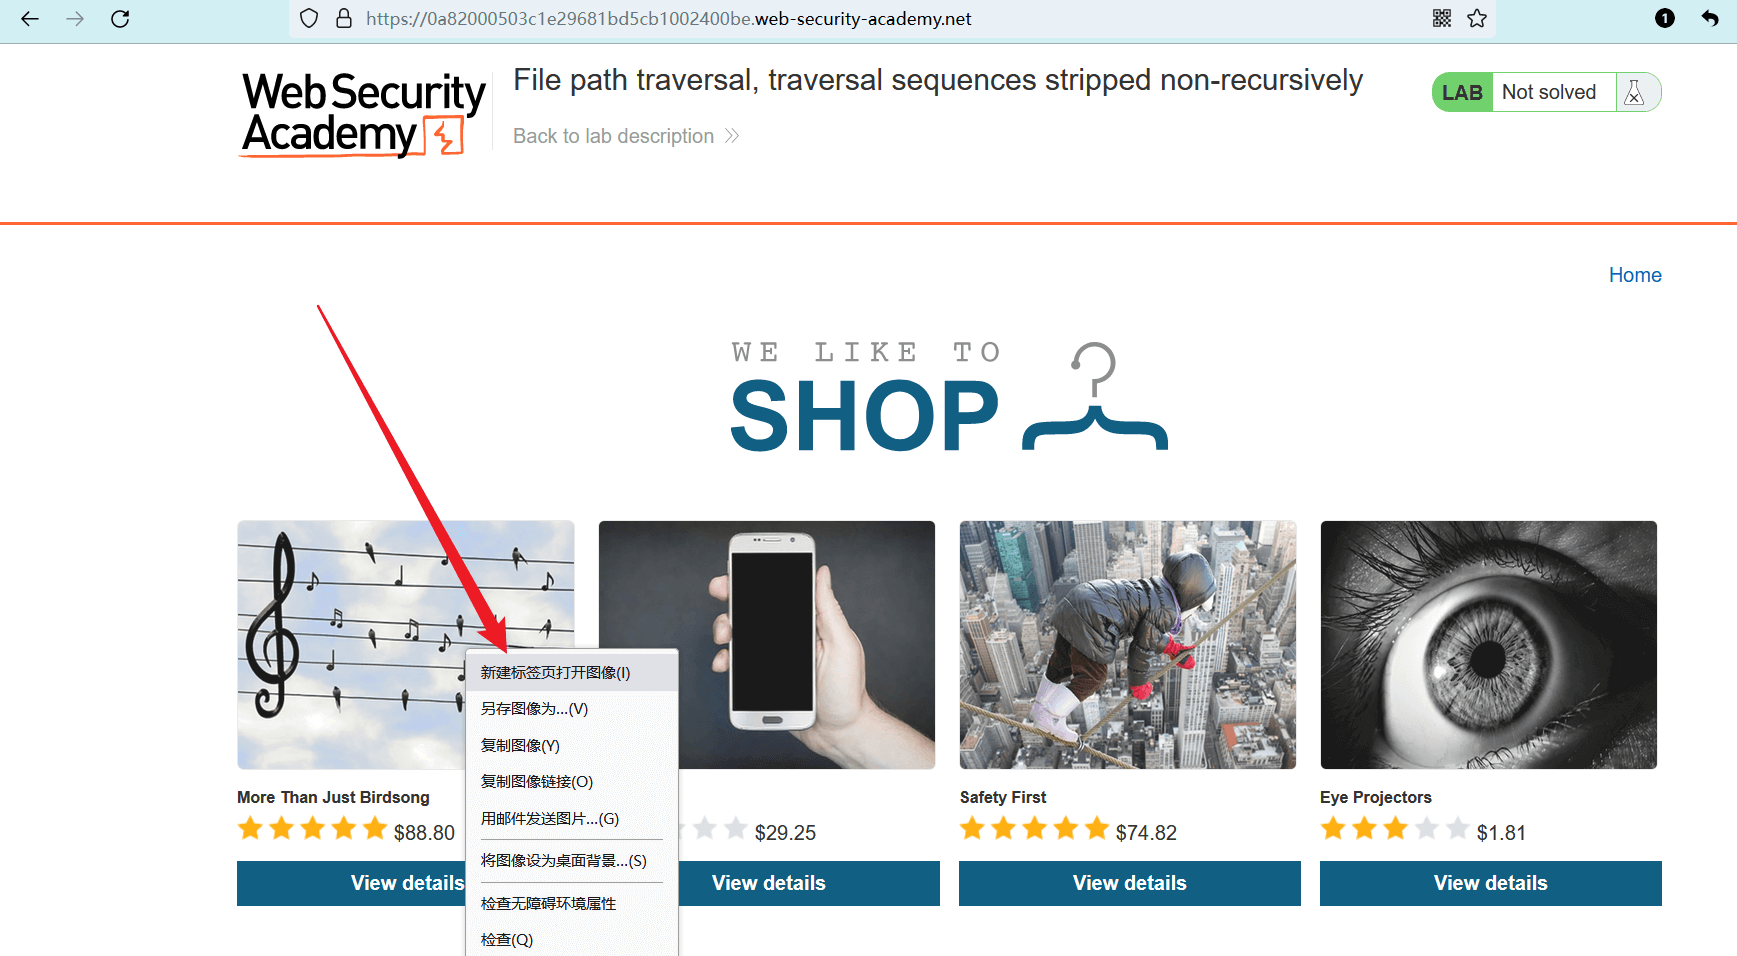 https://0a82000503c1e29681bd5cb1002400be.web-security-academy.net
1
Web Security
Academy
File path traversal, traversal sequences stripped non-recursively
Back to lab description
LAB
Not solved
Home
WE LIKE TO
SHOP
新建标签页打开图像(I)
另存图像为...(V)
复制图像(Y)
复制图像链接(O)
用邮件发送图片...(G)
将图像设为桌面背景...(S)
检查无障碍环境属性
检查(Q)
More Than Just Birdsong
$88.80
View details
$29.25
View details
Safety First
$74.82
View details
Eye Projectors
$1.81
View details